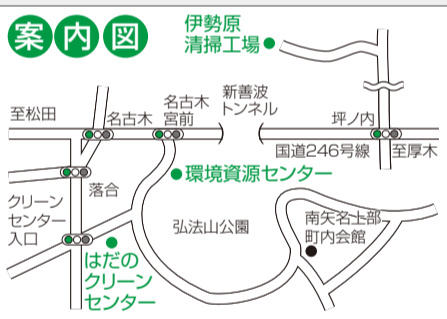 案内図
伊勢原
清掃工場
至松田
名古木
名古木
宮前
新善波
トンネル
坪ノ内
国道246号線
至厚木
落合
環境資源センター
クリーン
センター
入口
弘法山公園
南矢名上部
町内会館
はだの
クリーン
センター